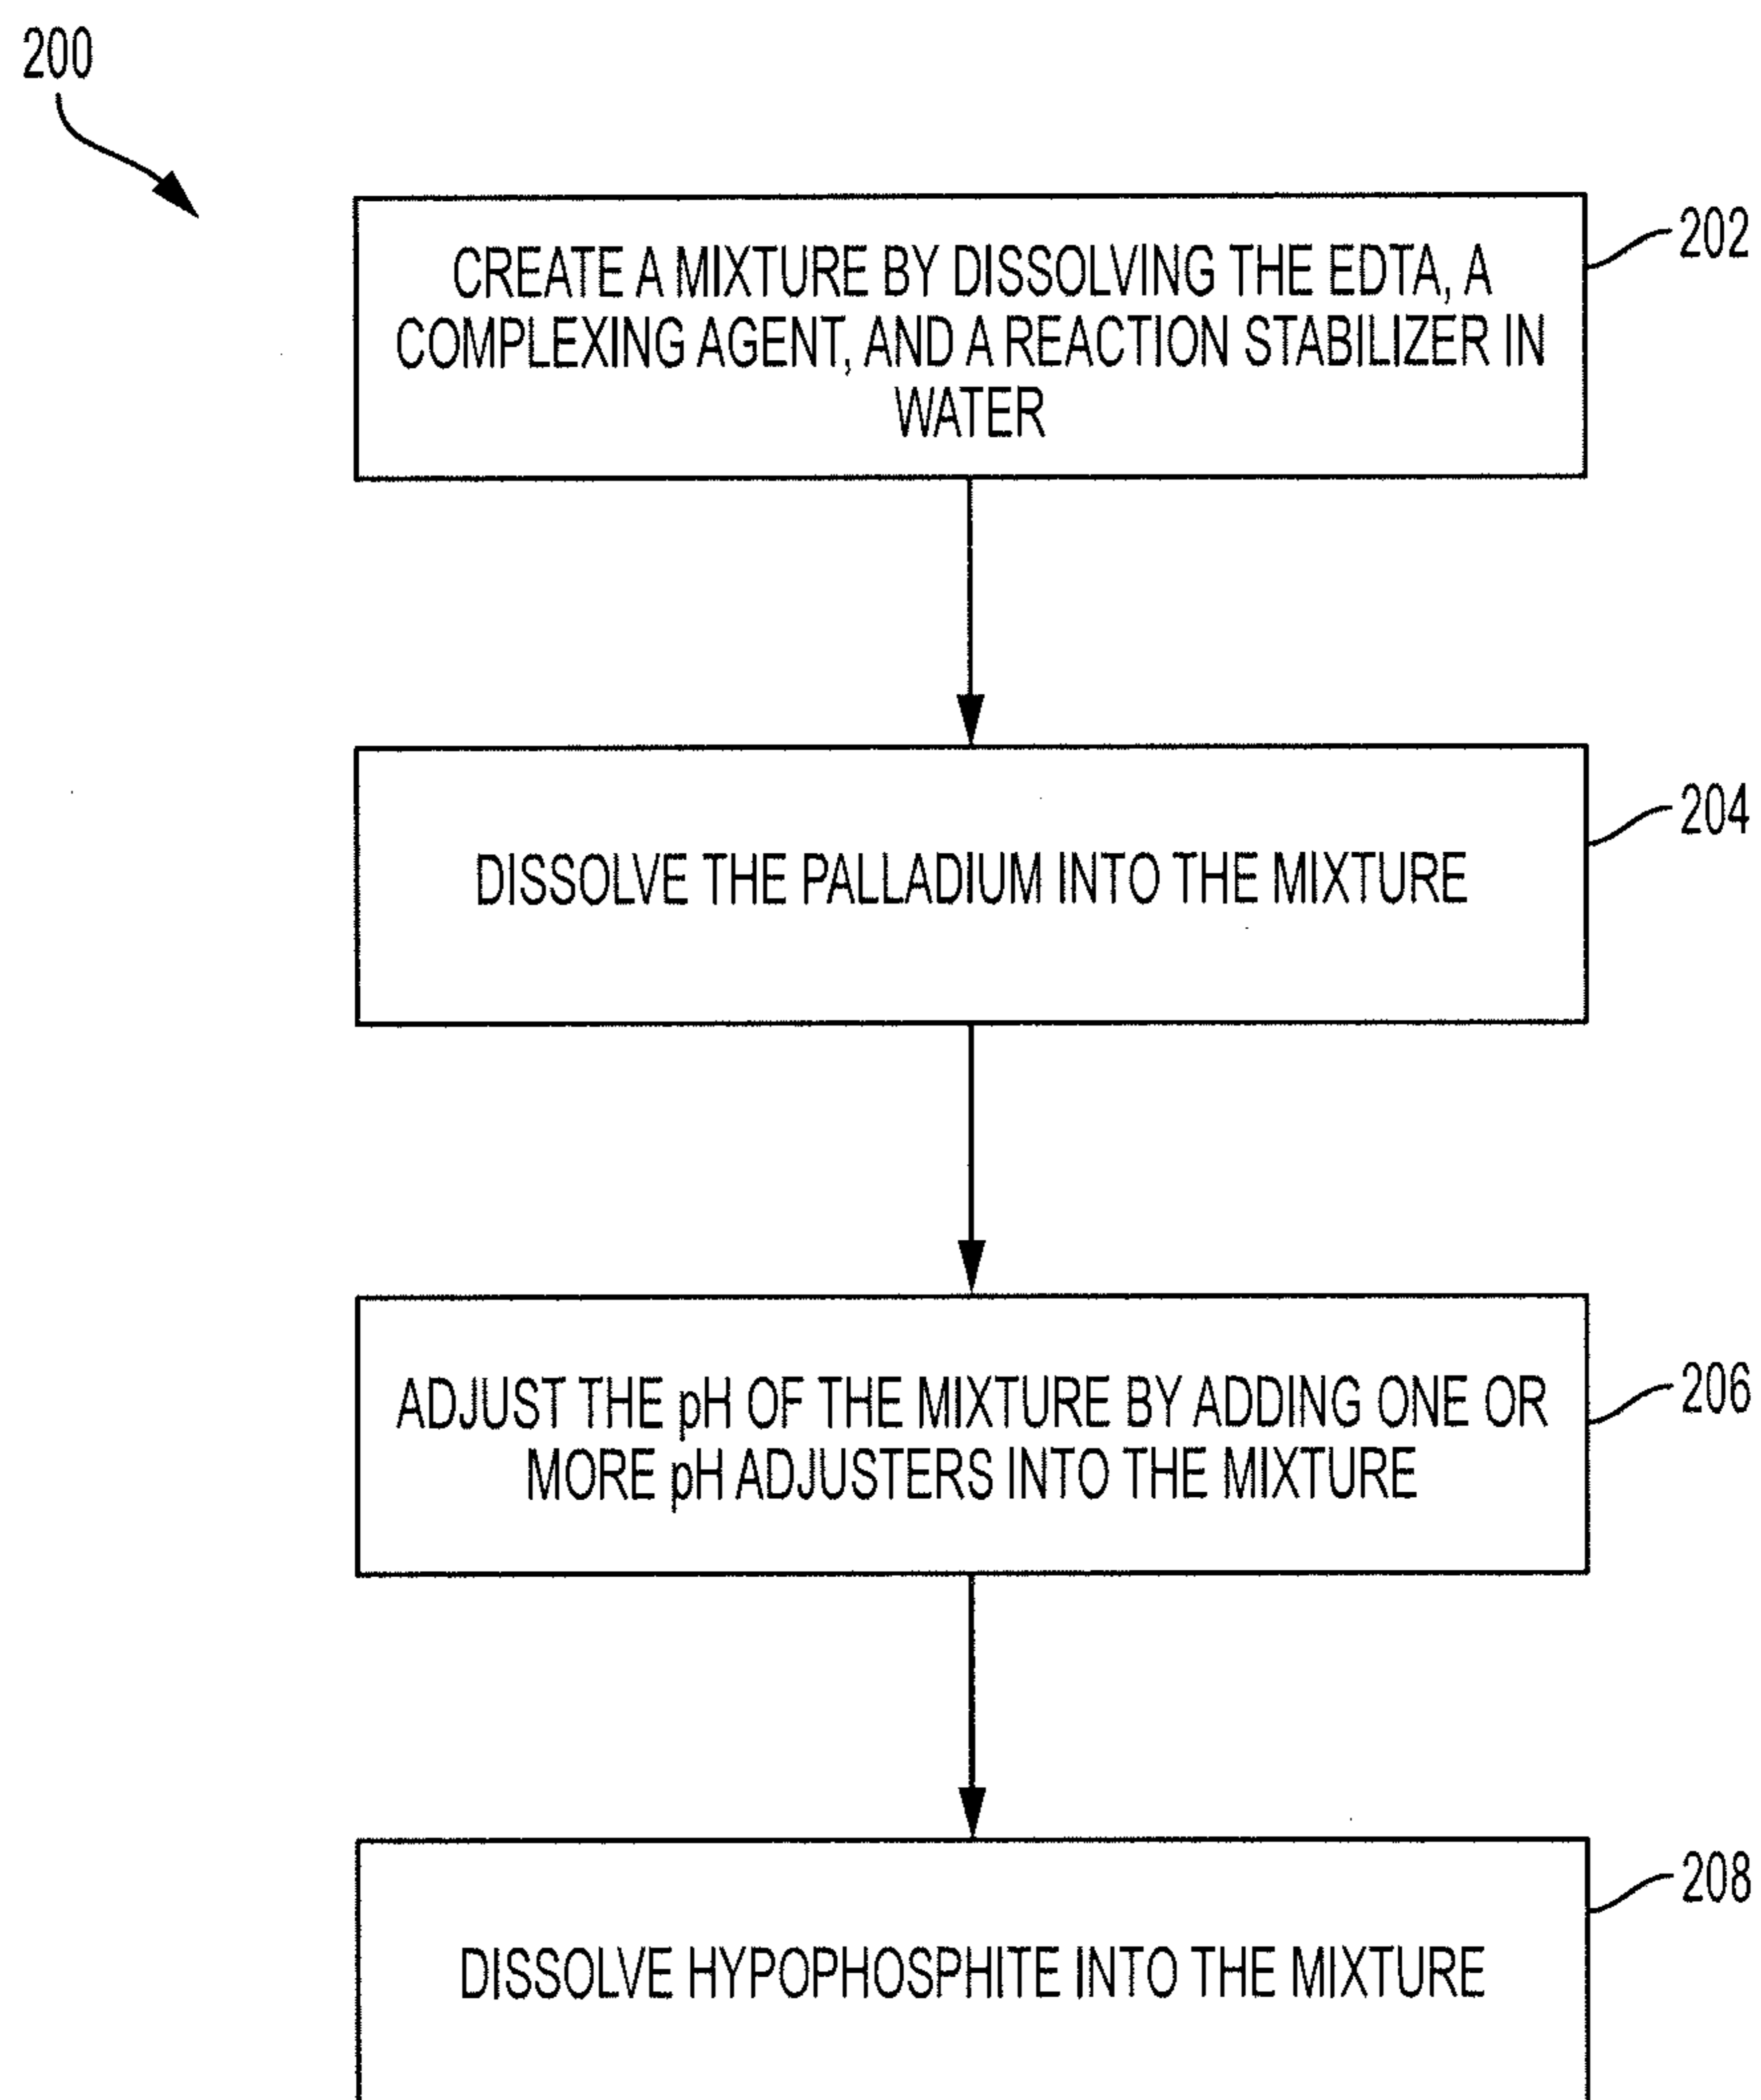 200
CREATE A MIXTURE BY DISSOLVING THE EDTA, A
COMPLEXING AGENT, AND A REACTION STABILIZER IN
WATER
202
DISSOLVE THE PALLADIUM INTO THE MIXTURE
204
ADJUST THE pH OF THE MIXTURE BY ADDING ONE OR
MORE pH ADJUSTERS INTO THE MIXTURE
206
DISSOLVE HYPOPHOSPHITE INTO THE MIXTURE
208